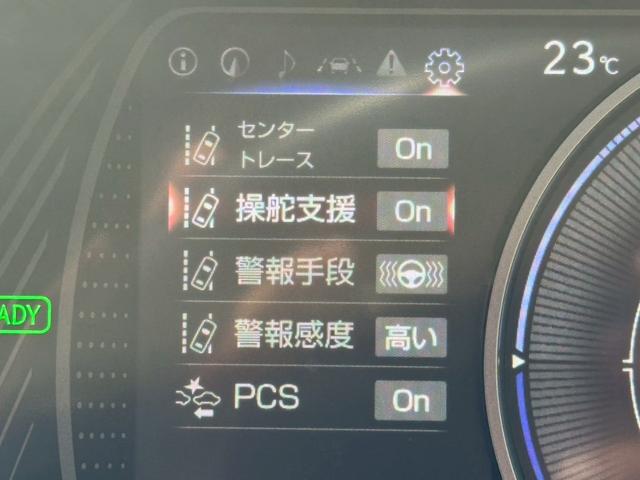 23℃
センター
トレース
On
操舵支援 On
警報手段
ADY
警報感度 高い
PCS On